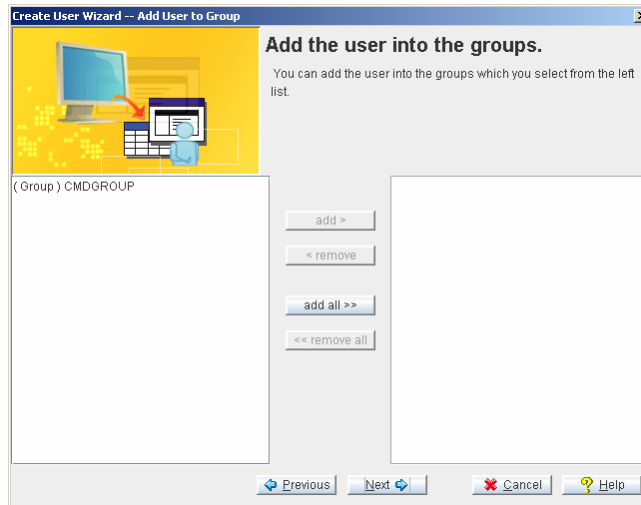 Create User Wizard -- Add User to Group
Add the user into the groups.
You can add the user into the groups which you select from the left
list.
( Group ) CMDGROUP
add >
< remove
add all >>
<< remove all
Previous
Next
Cancel
Help